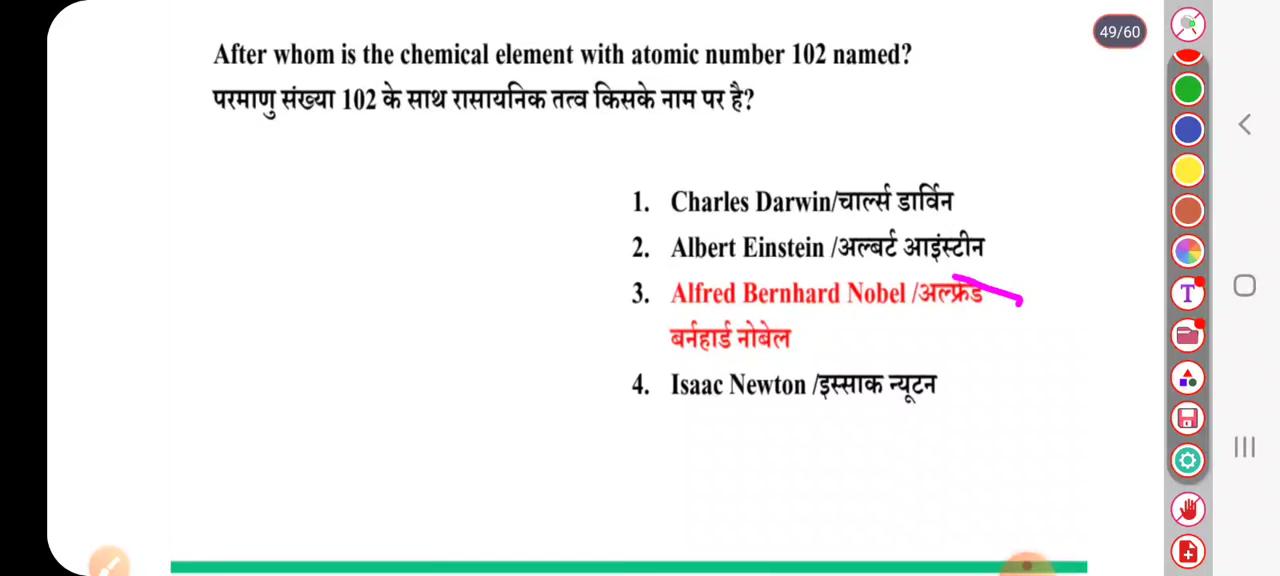 49/60
After whom is the chemical element with atomic number 102 named?
परमाणु संख्या 102 के साथ रासायनिक तत्व किसके नाम पर है?
1. Charles Darwin/चार्ल्स डार्विन
2. Albert Einstein /अल्बर्ट आइंस्टीन
3. Alfred Bernhard Nobel /अल्फ्रेड
बर्नहार्ड नोबेल
4. Isaac Newton /इस्साक न्यूटन
T